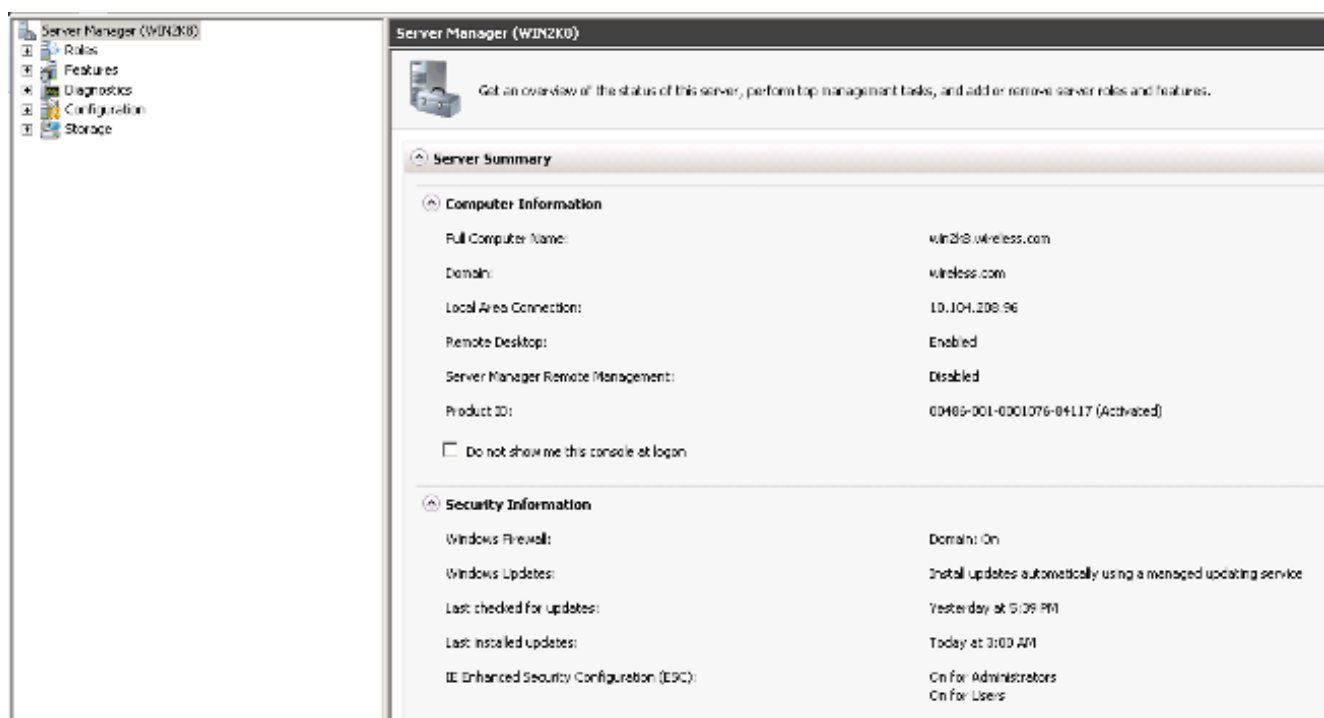 Server Manager (WIN2K8)
Roles
Features
Diagnostics
Configuration
Storage
Server Manager (WIN2K8)
Get an overview of the status of this server, perform top management tasks, and add or remove server roles and features.
Server Summary
Computer Information
Full Computer Name: win2k8.wireless.com
Domain: wireless.com
Local Area Connection: 10.104.208.96
Remote Desktop: Enabled
Server Manager Remote Management: Disabled
Product ID: 00486-001-0001076-84117 (Activated)
Do not show me this console at logon
Security Information
Windows Firewall: Domain: On
Windows Updates: Install updates automatically using a managed updating service
Last checked for updates: Yesterday at 5:39 PM
Last installed updates: Today at 3:00 AM
IE Enhanced Security Configuration (ESC): On for Administrators
On for Users